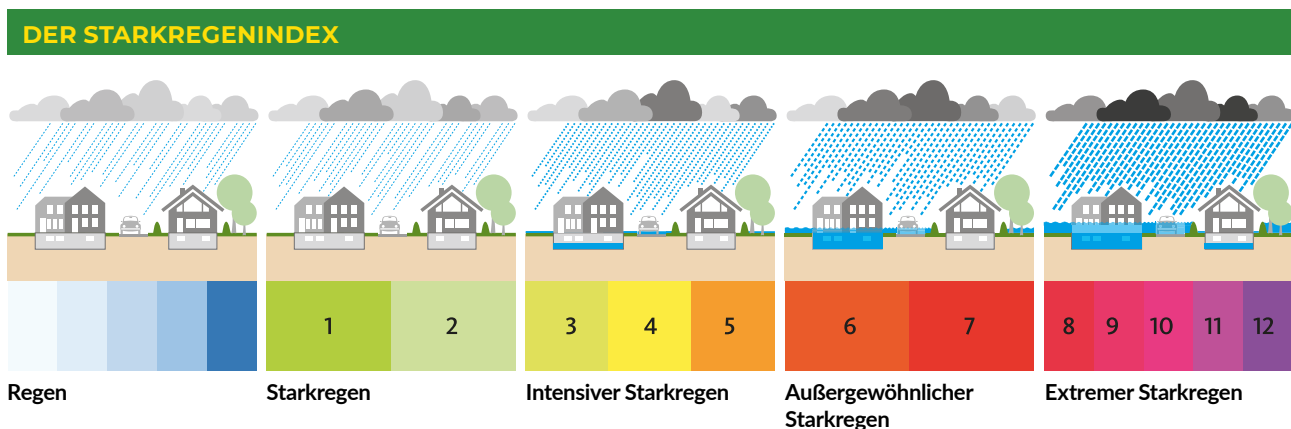 DER STARKREGENINDEX
1 2 3 4 5 6 7 8 9 10 11 12
Regen Starkregen Intensiver Starkregen Außergewöhnlicher Extremer Starkregen
Starkregen